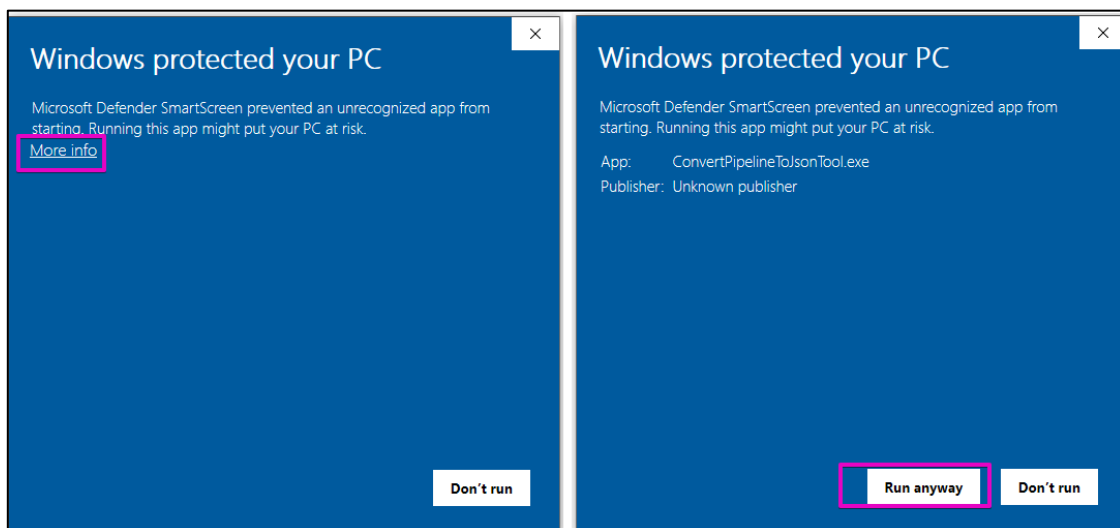 Windows protected your PC
Microsoft Defender SmartScreen prevented an unrecognized app from
starting. Running this app might put your PC at risk.
More info
Don't run
Windows protected your PC
Microsoft Defender SmartScreen prevented an unrecognized app from
starting. Running this app might put your PC at risk.
App: ConvertPipelineToJsonTool.exe
Publisher: Unknown publisher
Run anyway Don't run